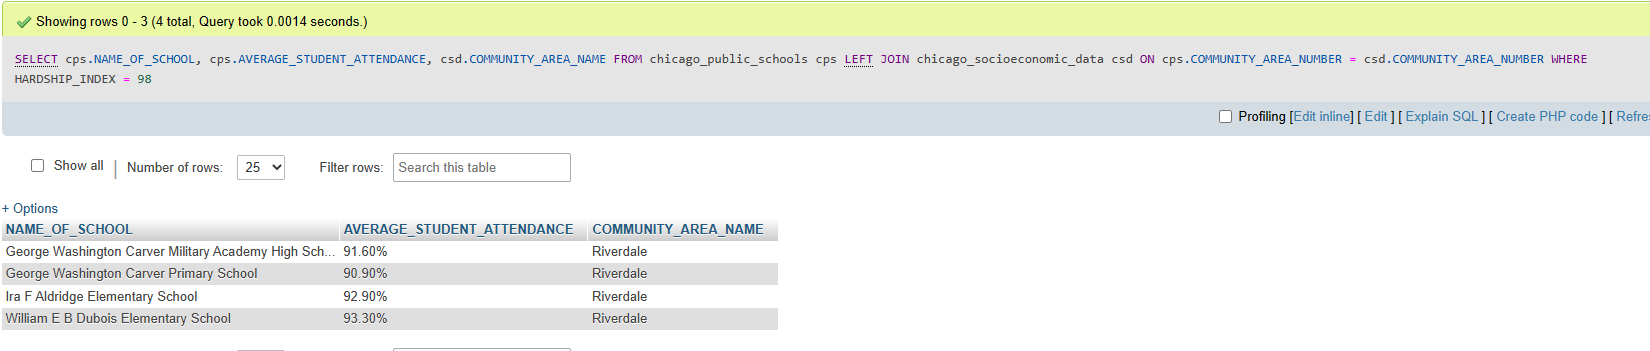 Showing rows 0 - 3 (4 total, Query took 0.0014 seconds.)
SELECT cps.NAME_OF_SCHOOL, cps.AVERAGE_STUDENT_ATTENDANCE, csd.COMMUNITY_AREA_NAME FROM chicago_public_schools cps LEFT JOIN chicago_socioeconomic_data csd ON cps.COMMUNITY_AREA_NUMBER = csd.COMMUNITY_AREA_NUMBER WHERE
HARDSHIP_INDEX = 98
Profiling [Edit inline] [ Edit ] [ Explain SQL ] [ Create PHP code ] [ Refres
Show all | Number of rows: 25 Filter rows: Search this table
+ Options
NAME_OF_SCHOOL AVERAGE_STUDENT_ATTENDANCE COMMUNITY_AREA_NAME
George Washington Carver Military Academy High Sch... 91.60% Riverdale
George Washington Carver Primary School 90.90% Riverdale
Ira F Aldridge Elementary School 92.90% Riverdale
William E B Dubois Elementary School 93.30% Riverdale